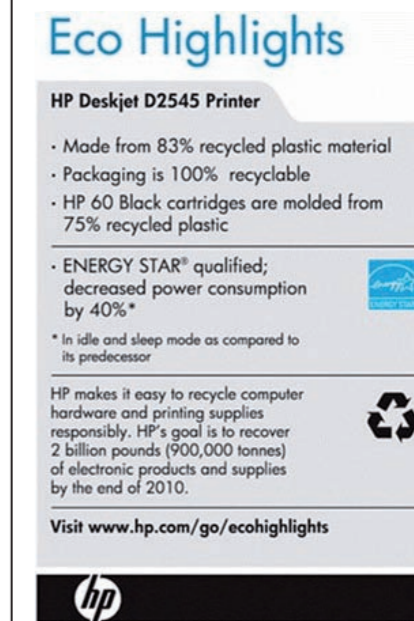 Eco Highlights
HP Deskjet D2545 Printer
· Made from 83% recycled plastic material
· Packaging is 100% recyclable
· HP 60 Black cartridges are molded from
75% recycled plastic
· ENERGY STAR® qualified;
decreased power consumption
by 40%*
* In idle and sleep mode as compared to
its predecessor
HP makes it easy to recycle computer
hardware and printing supplies
responsibly. HP's goal is to recover
2 billion pounds (900,000 tonnes)
of electronic products and supplies
by the end of 2010.
Visit www.hp.com/go/ecohighlights
energy
ENERGY STAR
hp